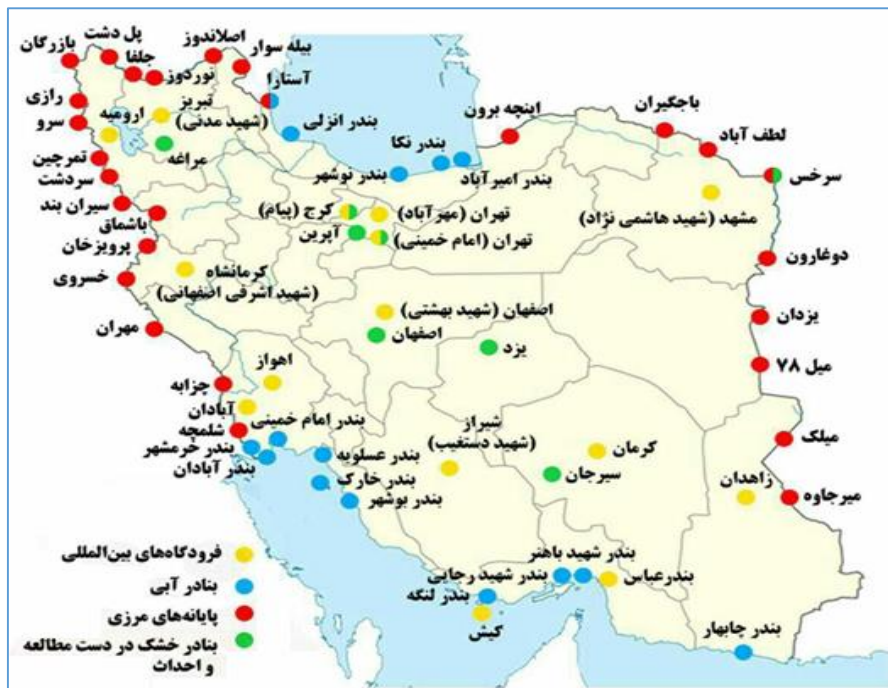 بازرگان
پل دشت
جلفا
نوردوز
اصلاندوز
بیله سوار
آستارا
رازی
سرو
ارومیه
تبریز
(شهید مدنی)
مراغه
بندر انزلی
تمرچین
سردشت
سیران بند
باشماق
پرویزخان
خسروی
مهران
بندر نکا
بندر نوشهر
بندر امیرآباد
اینچه برون
باجگیران
لطف آباد
سرخس
مشهد (شهید هاشمی نژاد)
دوغارون
یزدان
میل ۷۸
میلک
میرجاوه
زاهدان
کرج (پیام)
تهران (مهرآباد)
آپرین
تهران (امام خمینی)
کرمانشاه
(شهید اشرفی اصفهانی)
اصفهان (شهید بهشتی)
اصفهان
یزد
اهواز
چزابه
آبادان
شلمچه
بندر امام خمینی
بندر خرمشهر
بندر آبادان
بندر عسلویه
بندر خارک
بندر بوشهر
شیراز
(شهید دستغیب)
کرمان
سیرجان
بندر شهید باهنر
بندر شهید رجایی
بندرعباس
بندر لنگه
کیش
بندر چابهار
فرودگاه‌های بین‌المللی
بنادر آبی
پایانه‌های مرزی
بنادر خشک در دست مطالعه
و احداث